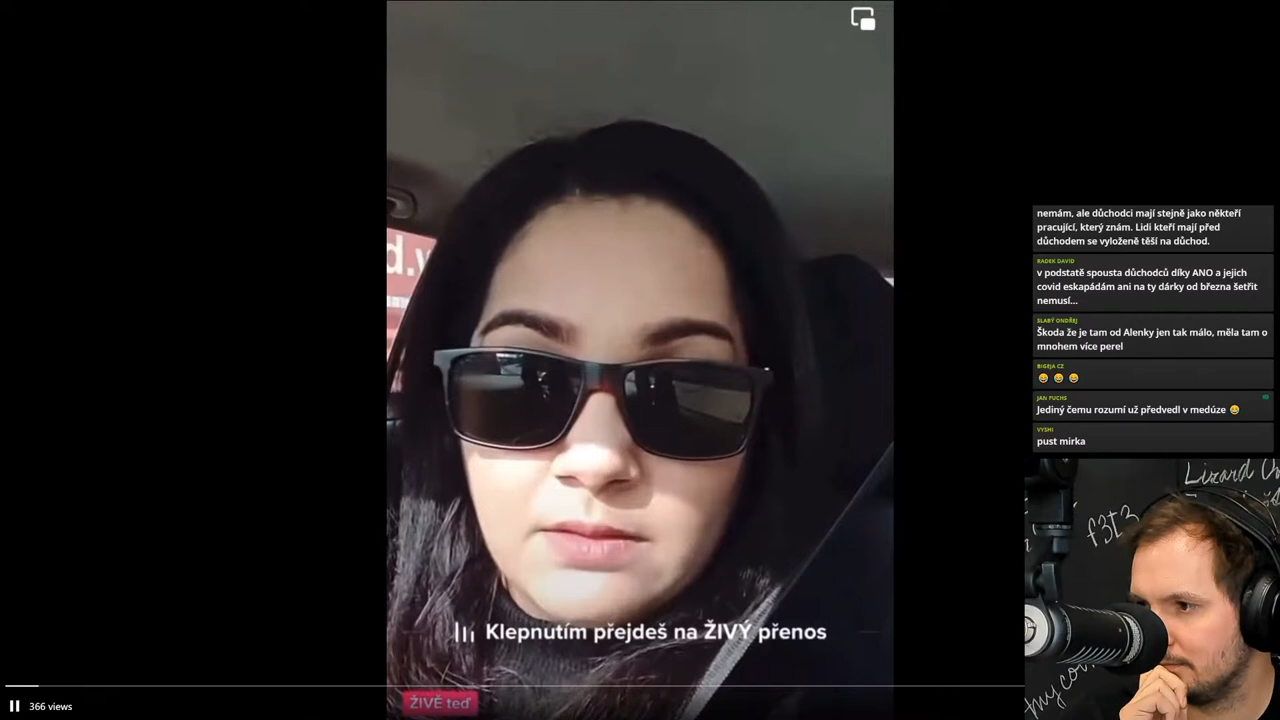 d.v
Klepnutím přejdeš na ŽIVÝ přenos
ŽIVĚ teď
366 views
nemám, ale důchodci mají stejně jako někteří
pracující, který znám. Lidi kteří mají před
důchodem se vyloženě těší na důchod.
RADEK DAVID
v podstatě spousta důchodců díky ANO a jejich
covid eskapádám ani na ty dárky od března šetřit
nemusí...
SLABÝ ONDŘEJ
Škoda že je tam od Alenky jen tak málo, měla tam o
mnohem více perel
BIGEJA CZ
😂 😂 😂
JAN FUCHS
Jediný čemu rozumí už předvedl v medúze 😂
VYSHI
pust mirka
Lizard
f3t3
my